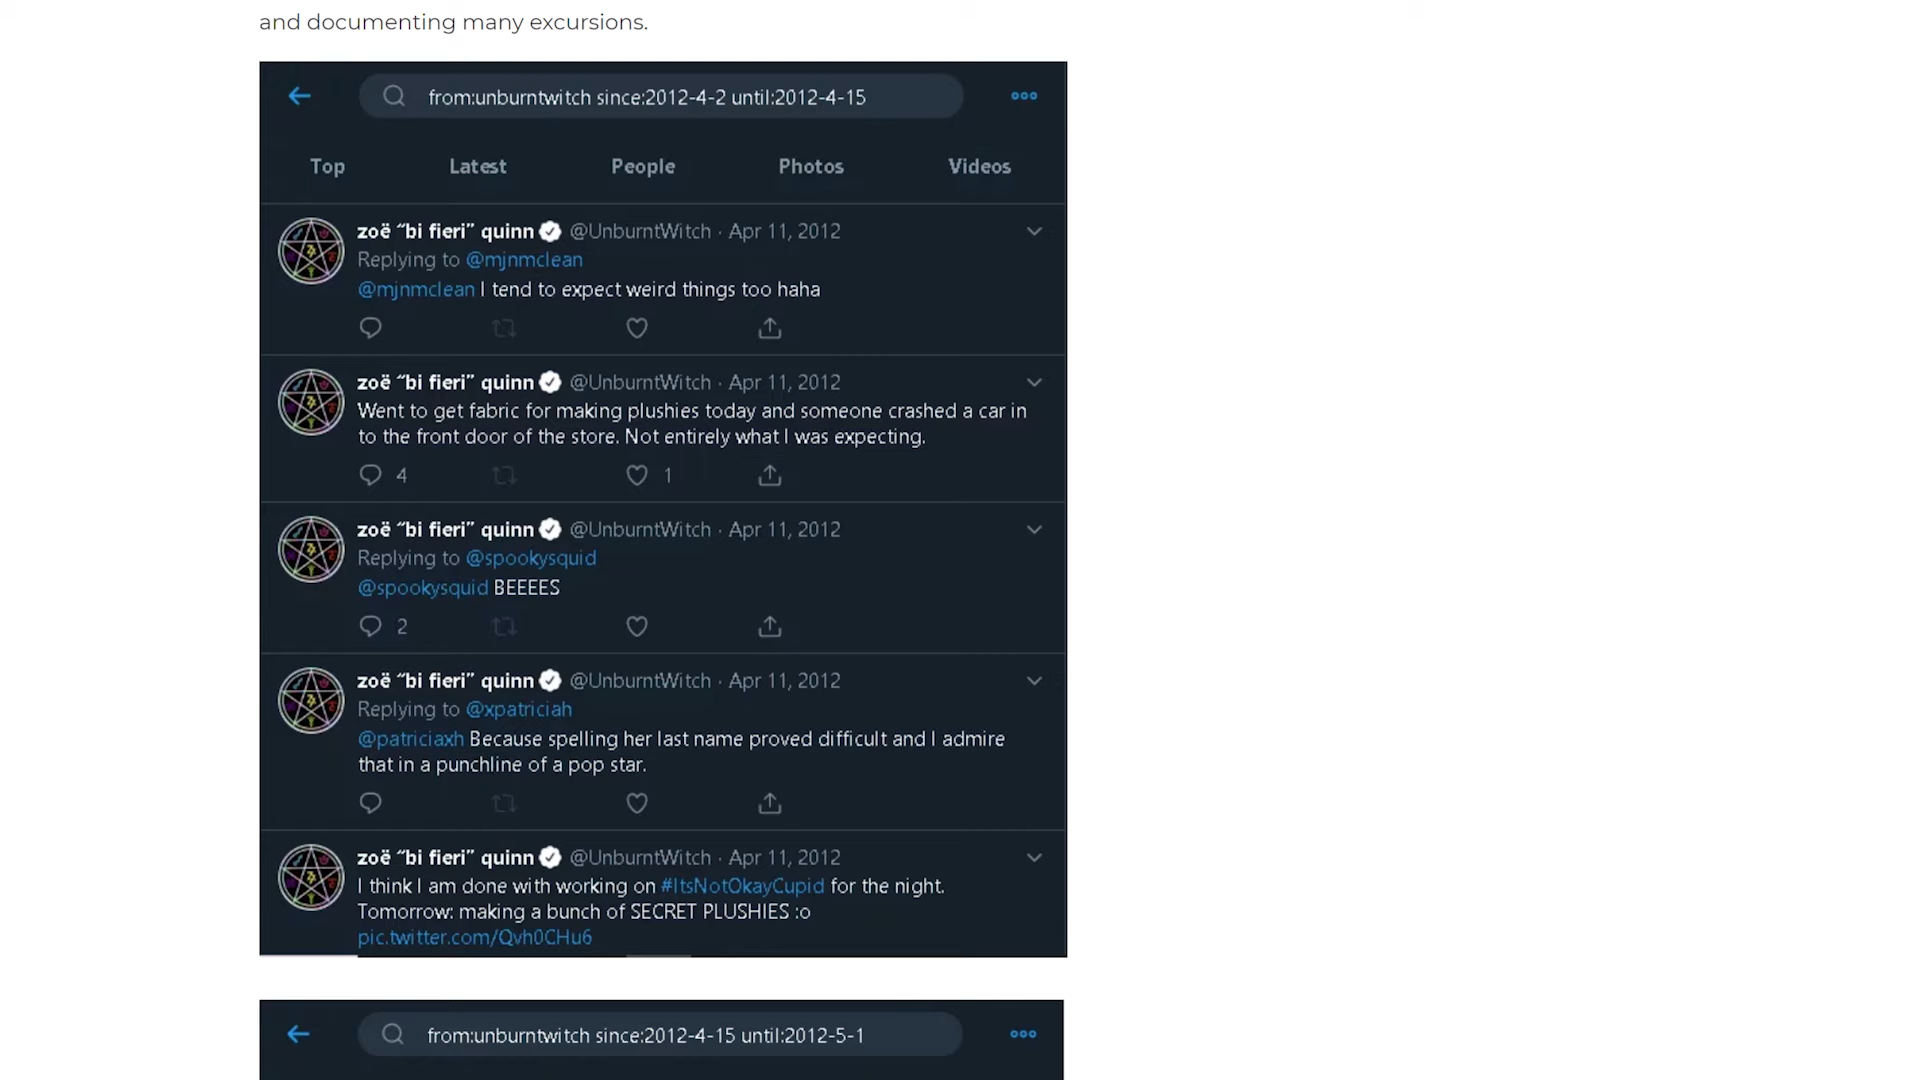 and documenting many excursions.
from:unburntwitch since:2012-4-2 until:2012-4-15
Top Latest People Photos Videos
zoë “bi fieri” quinn @UnburntWitch · Apr 11, 2012
Replying to @mjnmclean
@mjnmclean I tend to expect weird things too haha
zoë “bi fieri” quinn @UnburntWitch · Apr 11, 2012
Went to get fabric for making plushies today and someone crashed a car in
to the front door of the store. Not entirely what I was expecting.
4 1
zoë “bi fieri” quinn @UnburntWitch · Apr 11, 2012
Replying to @spookysquid
@spookysquid BEEEES
2
zoë “bi fieri” quinn @UnburntWitch · Apr 11, 2012
Replying to @xpatriciah
@patriciaxh Because spelling her last name proved difficult and I admire
that in a punchline of a pop star.
zoë “bi fieri” quinn @UnburntWitch · Apr 11, 2012
I think I am done with working on #ItsNotOkayCupid for the night.
Tomorrow: making a bunch of SECRET PLUSHIES :o
pic.twitter.com/Qvh0CHu6
from:unburntwitch since:2012-4-15 until:2012-5-1